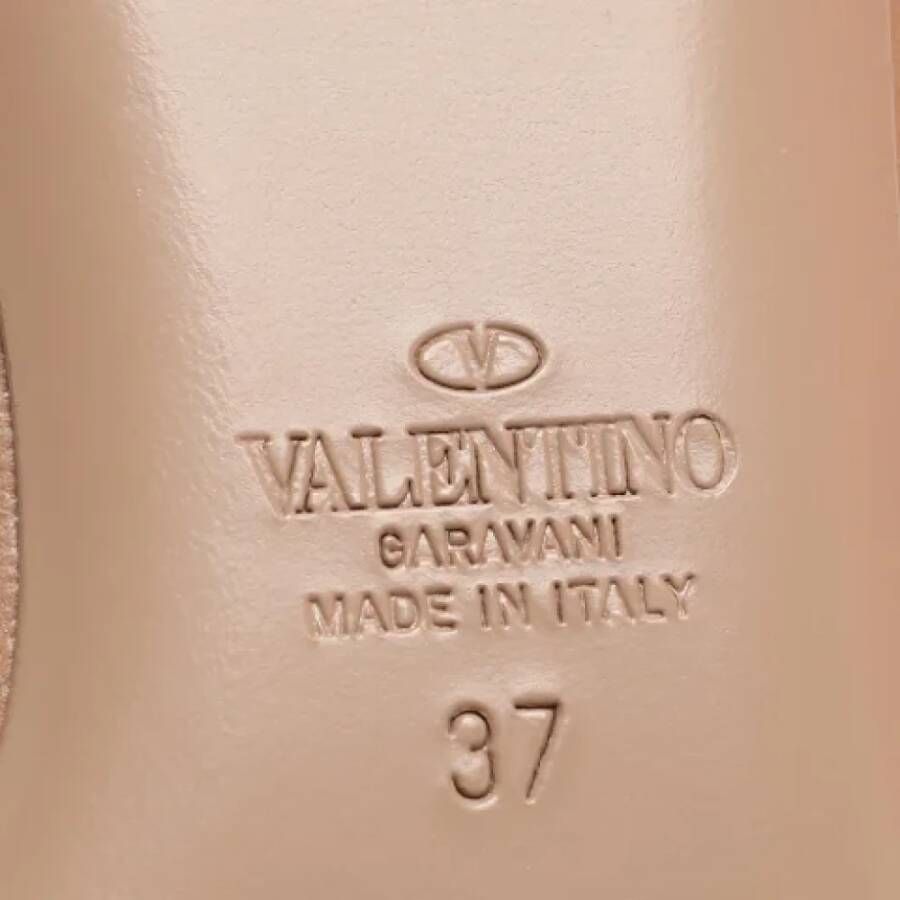 V
VALENTINO
GARAVANI
MADE IN ITALY
37